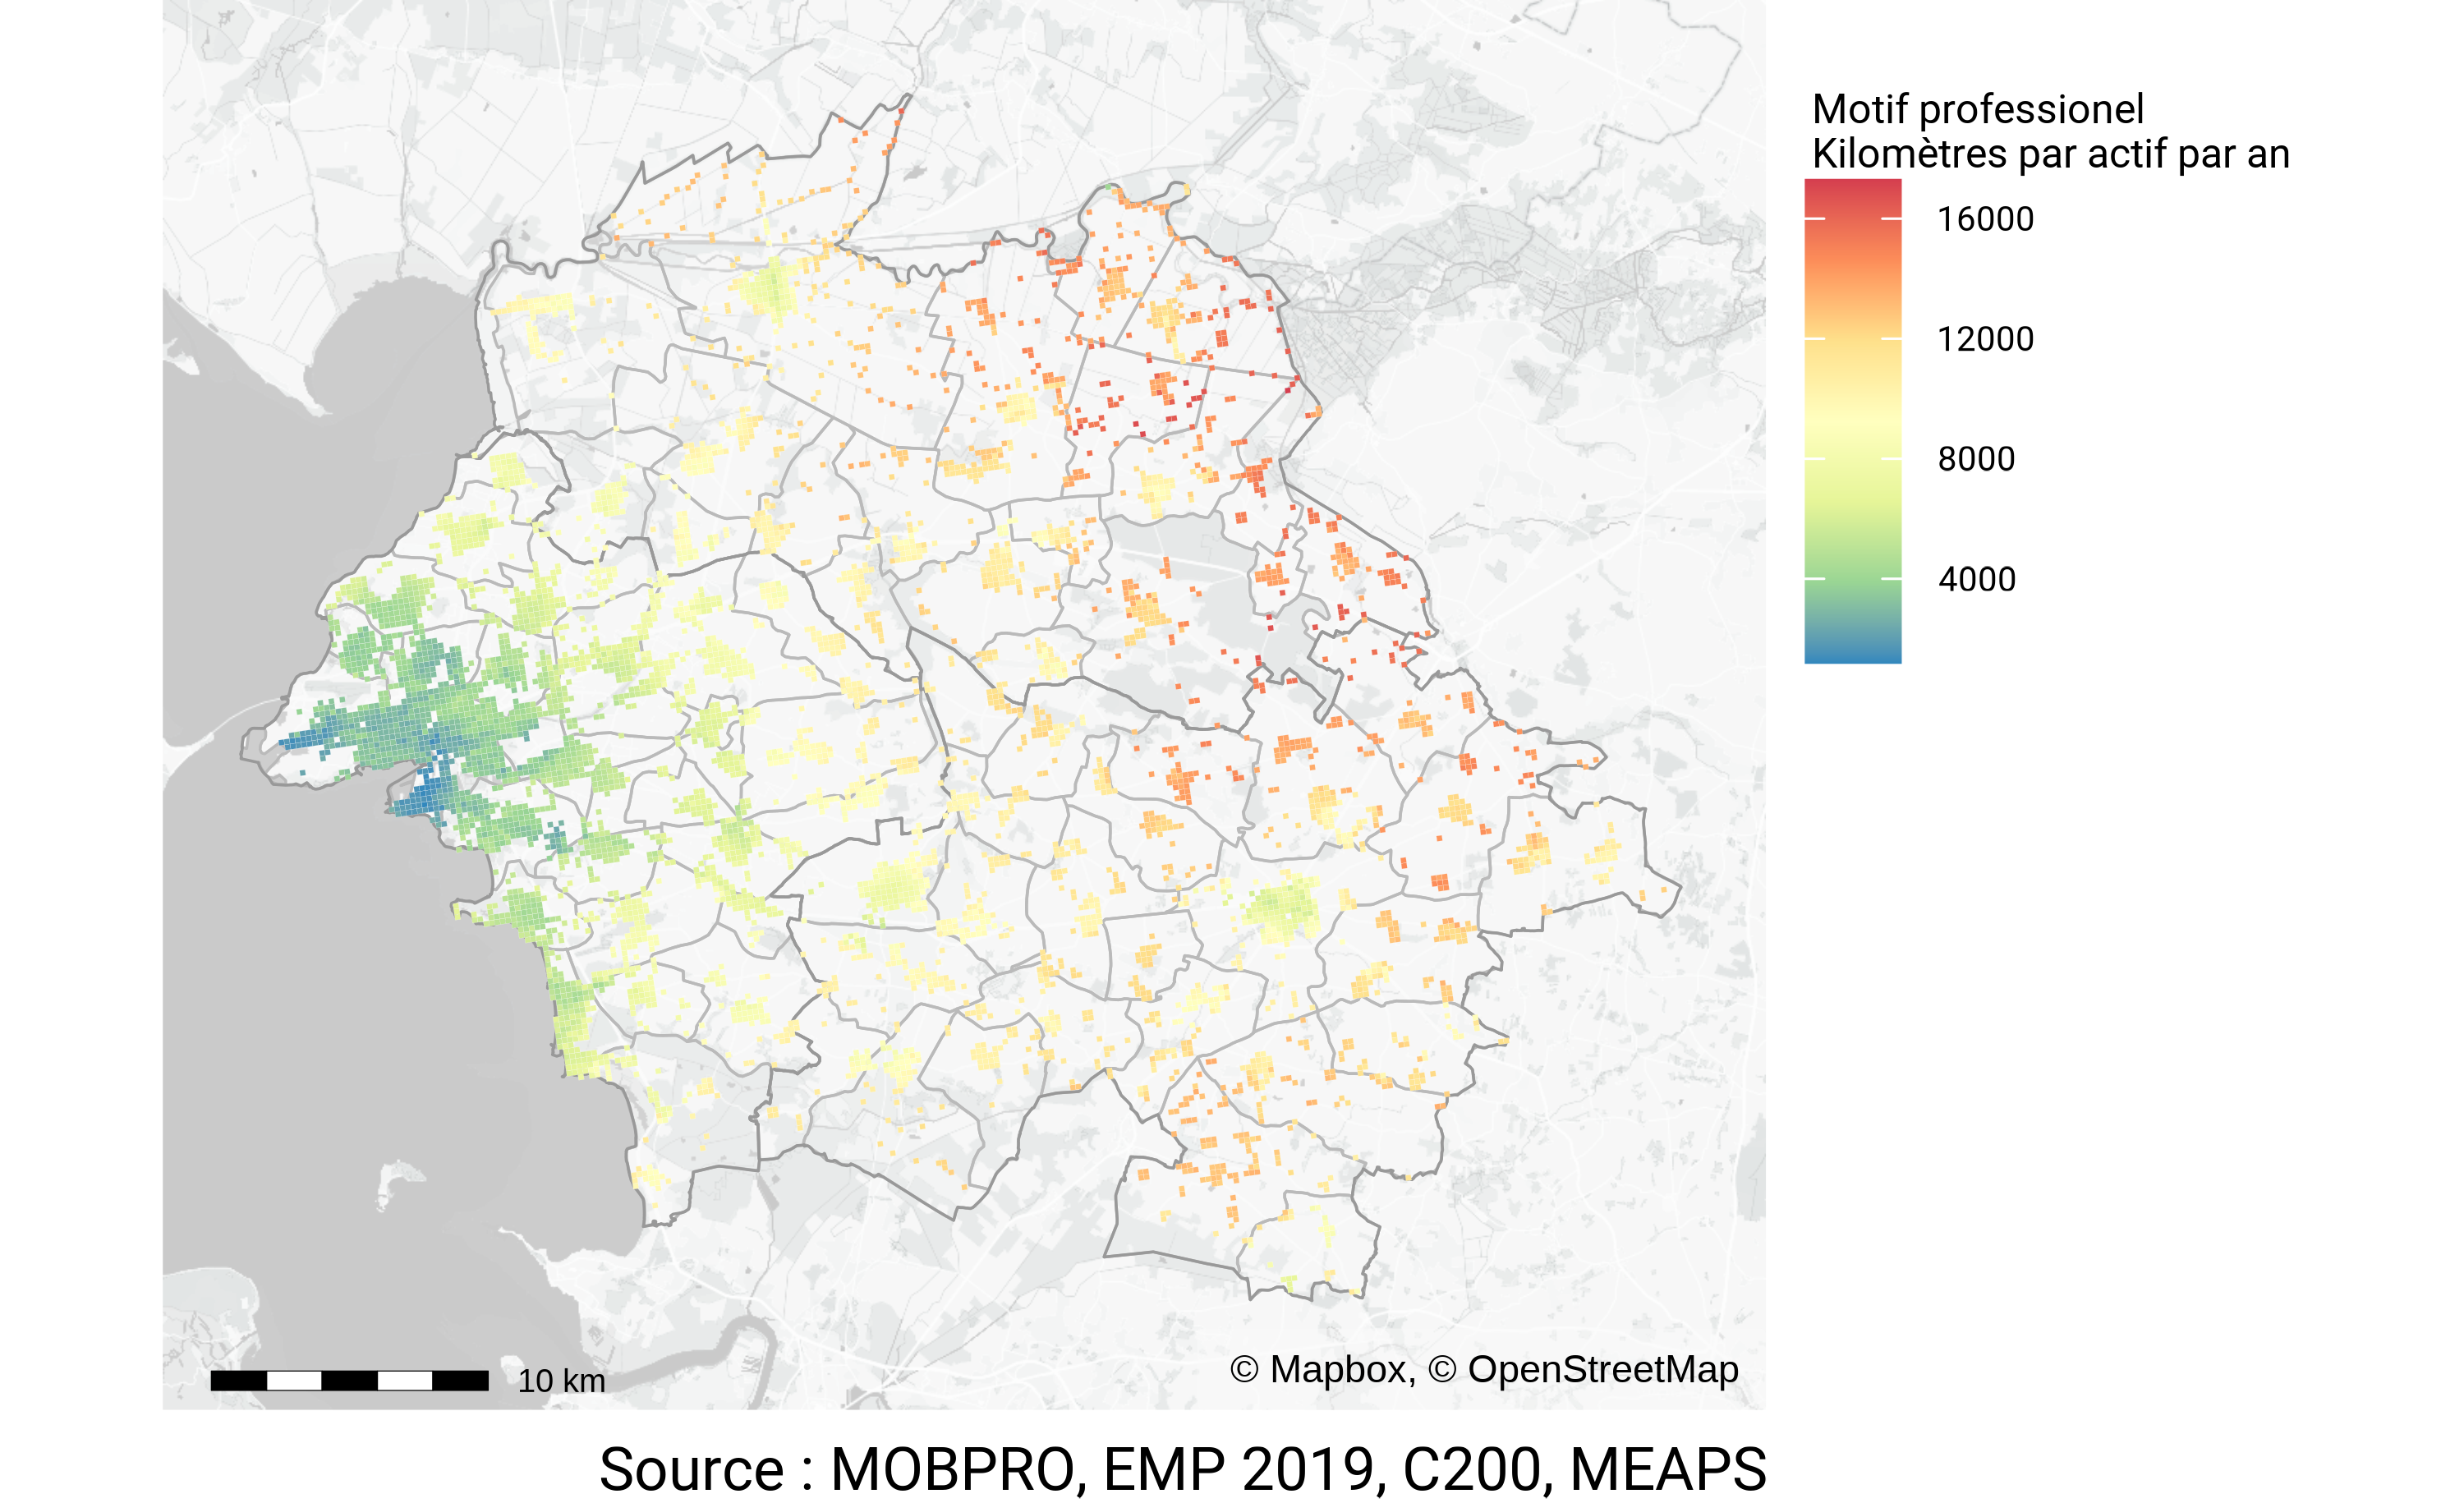 Motif professionel
Kilomètres par actif par an
16000
12000
8000
4000
10 km
© Mapbox, © OpenStreetMap
Source : MOBPRO, EMP 2019, C200, MEAPS